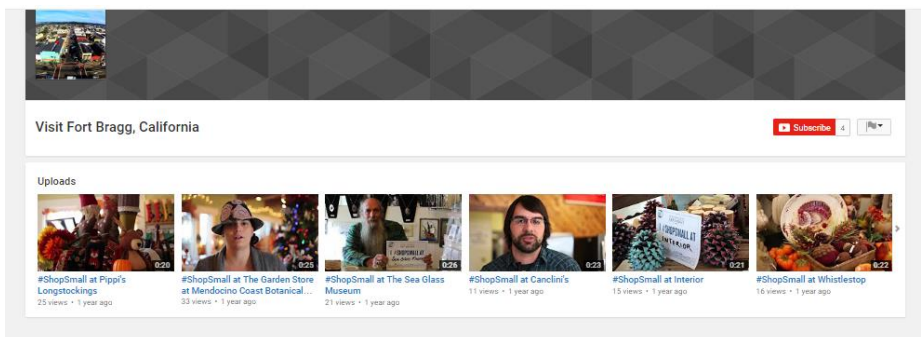 Visit Fort Bragg, California
Subscribe 4
Uploads
0:20
0:25
0:26
0:23
0:21
0:22
#ShopSmall at Pippi's
Longstockings
25 views • 1 year ago
#ShopSmall at The Garden Store
at Mendocino Coast Botanical...
33 views • 1 year ago
#ShopSmall at The Sea Glass
Museum
21 views • 1 year ago
#ShopSmall at Canclini's
11 views • 1 year ago
#ShopSmall at Interior
15 views • 1 year ago
#ShopSmall at Whistlestop
16 views • 1 year ago